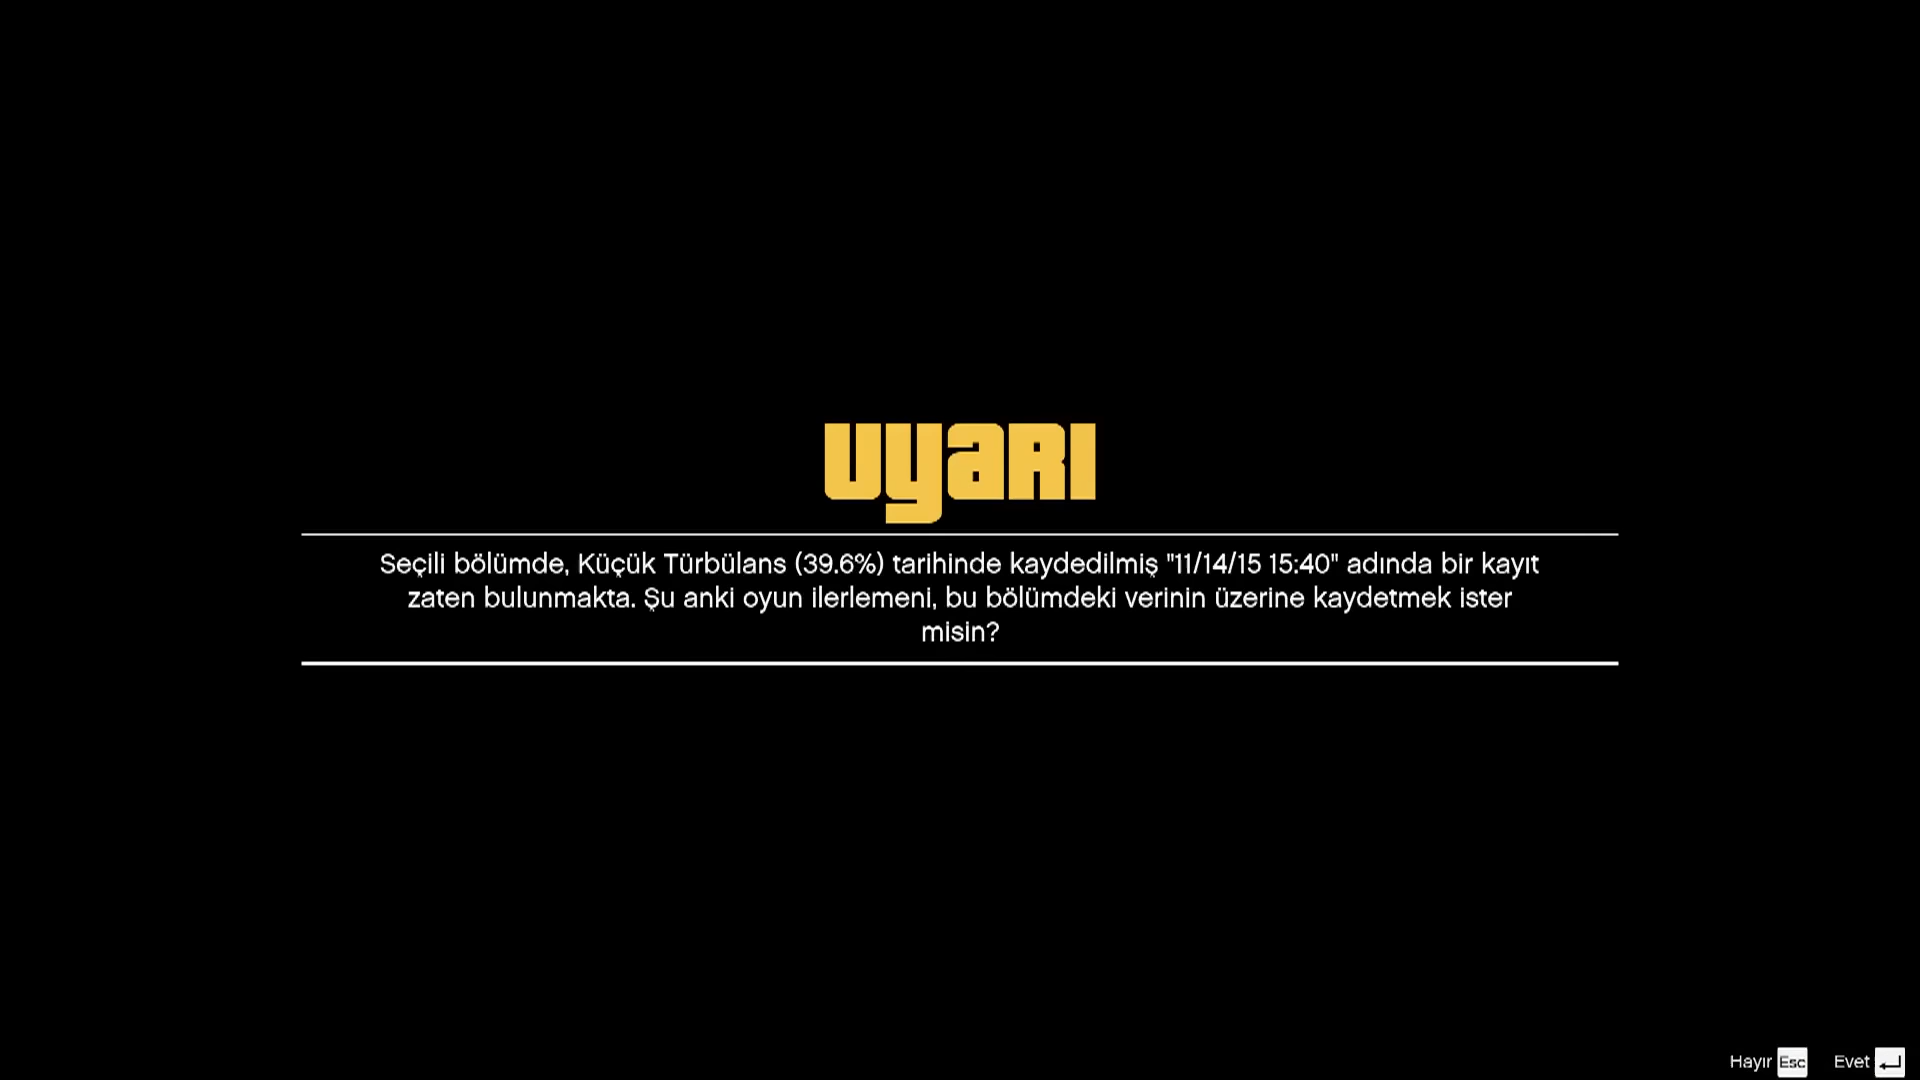 uyarı
Seçili bölümde, Küçük Türbülans (39.6%) tarihinde kaydedilmiş "11/14/15 15:40" adında bir kayıt
zaten bulunmakta. Şu anki oyun ilerlemeni, bu bölümdeki verinin üzerine kaydetmek ister
misin?
Hayır Esc Evet